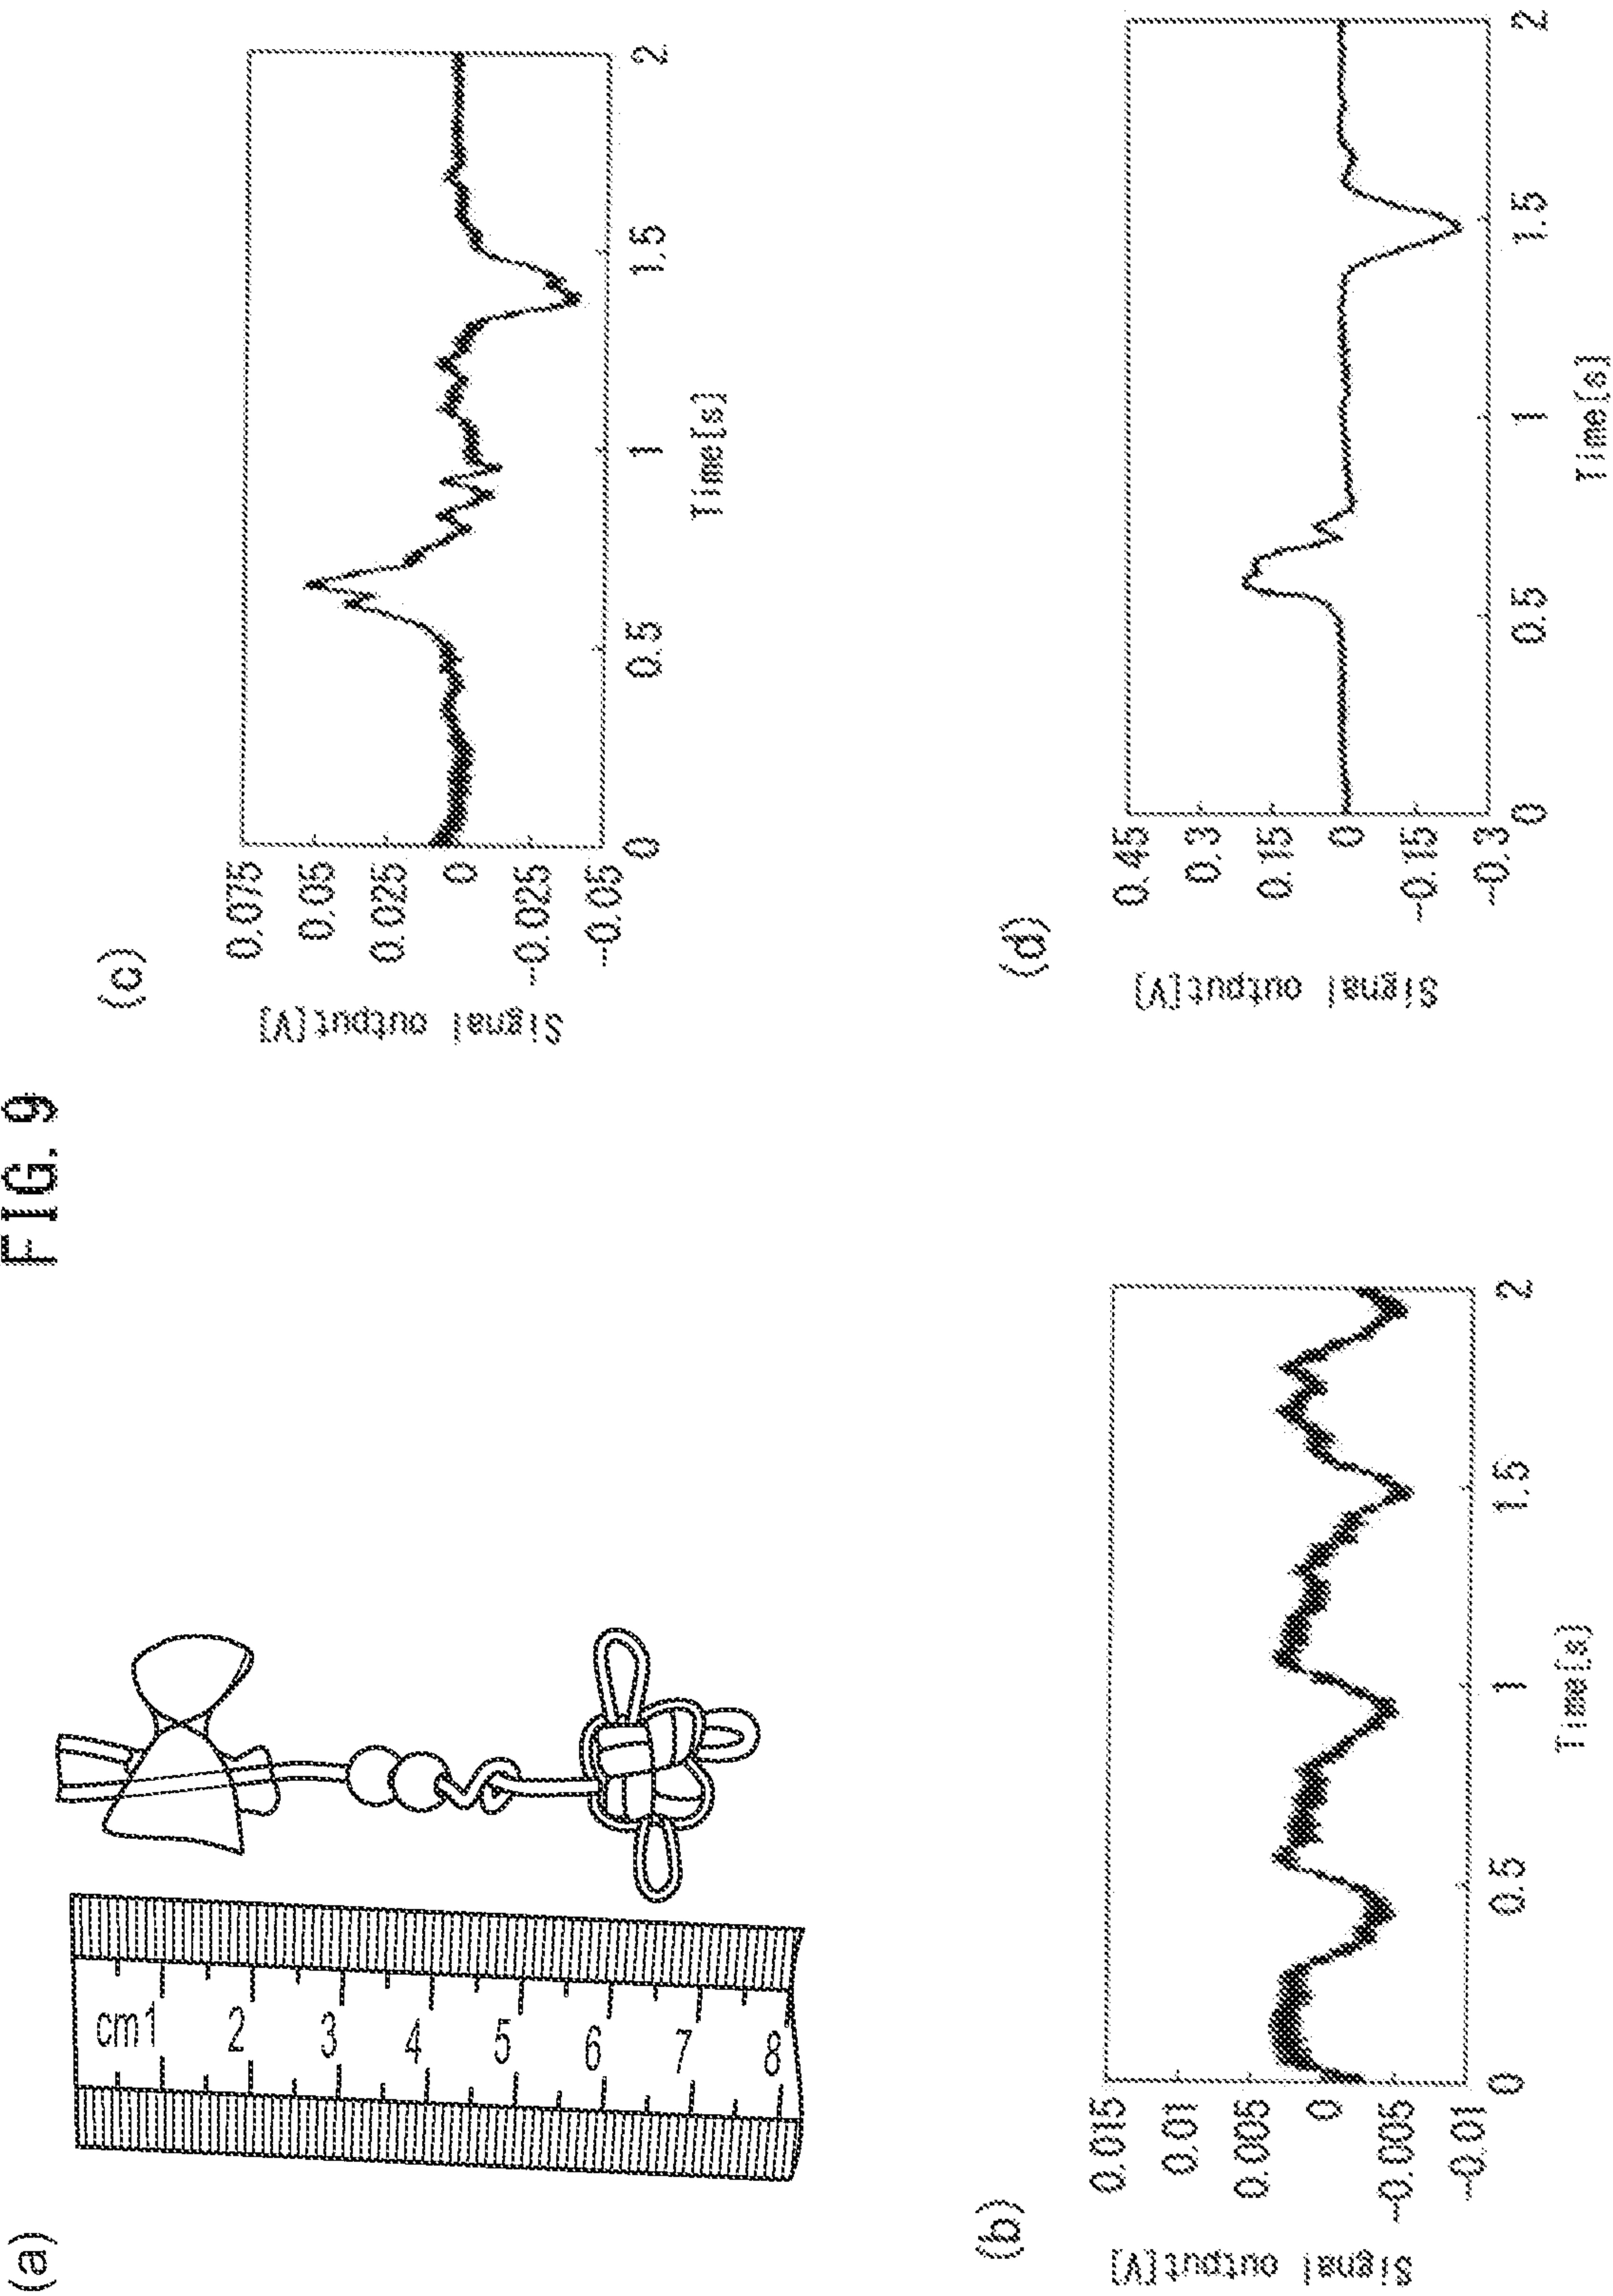 FIG. 9
(a)
cm1 2 3 4 5 6 7 8
(b)
Signal output[V]
0.015
0.01
0.005
0
-0.005
-0.01
0 0.5 1 1.5 2
Time[s]
(c)
Signal output[V]
0.075
0.05
0.025
0
-0.025
-0.05
0 0.5 1 1.5 2
Time[s]
(d)
Signal output[V]
0.45
0.3
0.15
0
-0.15
-0.3
0 0.5 1 1.5 2
Time[s]